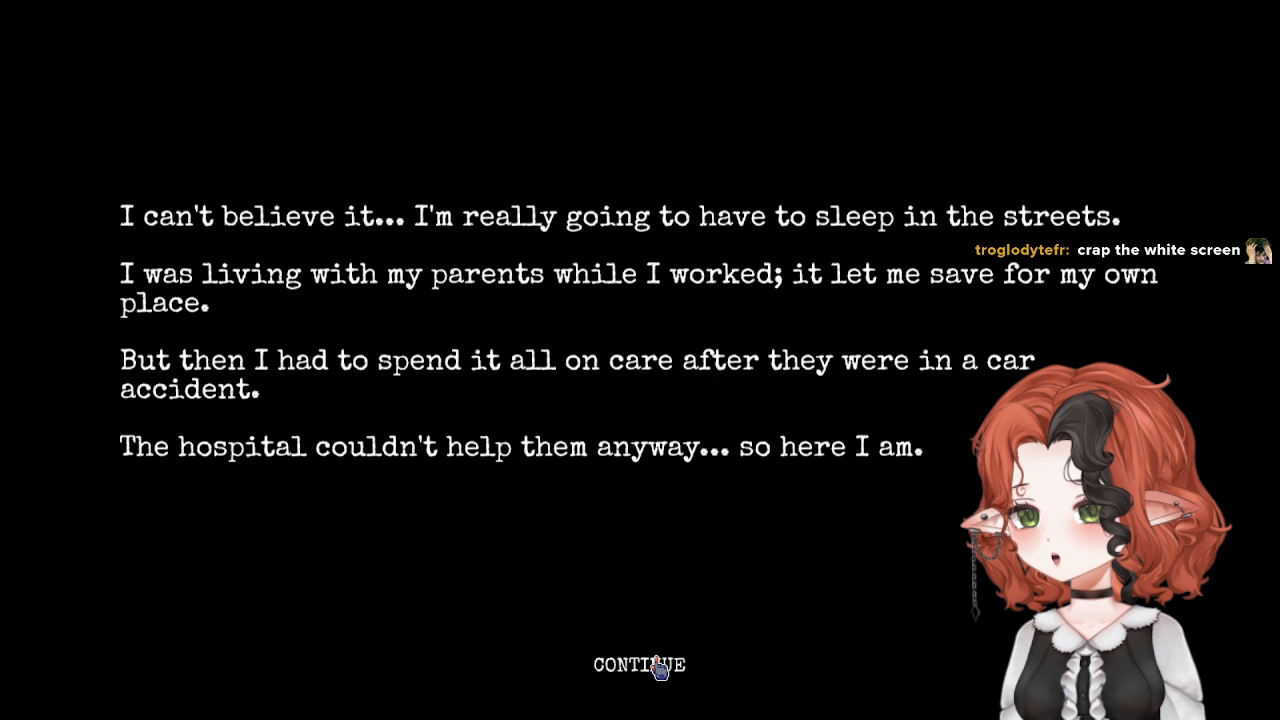 I can't believe it... I'm really going to have to sleep in the streets.
troglodytefr: crap the white screen
I was living with my parents while I worked; it let me save for my own
place.
But then I had to spend it all on care after they were in a car
accident.
The hospital couldn't help them anyway... so here I am.
CONTINUE